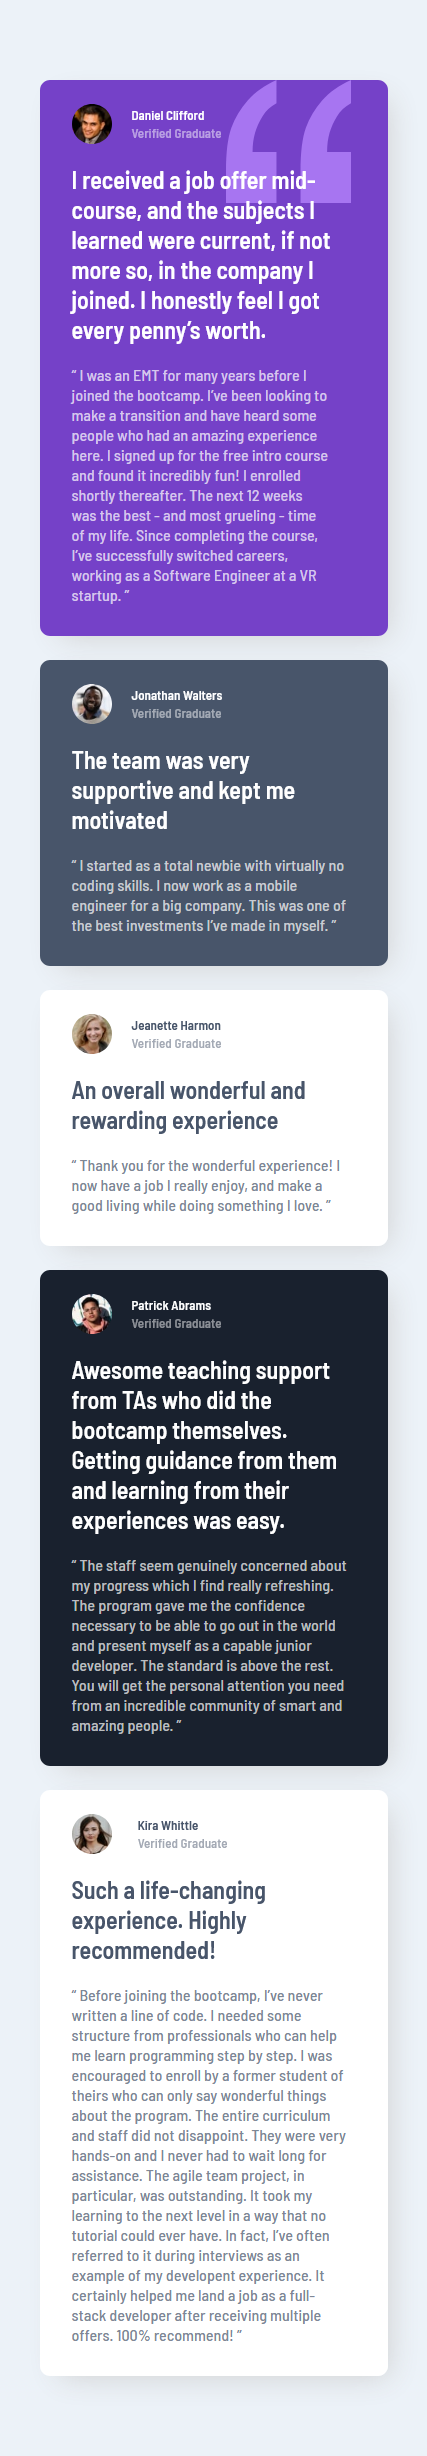 Daniel Clifford
Verified Graduate
I received a job offer mid-
course, and the subjects I
learned were current, if not
more so, in the company I
joined. I honestly feel I got
every penny’s worth.
“ I was an EMT for many years before I
joined the bootcamp. I’ve been looking to
make a transition and have heard some
people who had an amazing experience
here. I signed up for the free intro course
and found it incredibly fun! I enrolled
shortly thereafter. The next 12 weeks
was the best - and most grueling - time
of my life. Since completing the course,
I’ve successfully switched careers,
working as a Software Engineer at a VR
startup. ”
Jonathan Walters
Verified Graduate
The team was very
supportive and kept me
motivated
“ I started as a total newbie with virtually no
coding skills. I now work as a mobile
engineer for a big company. This was one of
the best investments I’ve made in myself. ”
Jeanette Harmon
Verified Graduate
An overall wonderful and
rewarding experience
“ Thank you for the wonderful experience! I
now have a job I really enjoy, and make a
good living while doing something I love. ”
Patrick Abrams
Verified Graduate
Awesome teaching support
from TAs who did the
bootcamp themselves.
Getting guidance from them
and learning from their
experiences was easy.
“ The staff seem genuinely concerned about
my progress which I find really refreshing.
The program gave me the confidence
necessary to be able to go out in the world
and present myself as a capable junior
developer. The standard is above the rest.
You will get the personal attention you need
from an incredible community of smart and
amazing people. ”
Kira Whittle
Verified Graduate
Such a life-changing
experience. Highly
recommended!
“ Before joining the bootcamp, I’ve never
written a line of code. I needed some
structure from professionals who can help
me learn programming step by step. I was
encouraged to enroll by a former student of
theirs who can only say wonderful things
about the program. The entire curriculum
and staff did not disappoint. They were very
hands-on and I never had to wait long for
assistance. The agile team project, in
particular, was outstanding. It took my
learning to the next level in a way that no
tutorial could ever have. In fact, I’ve often
referred to it during interviews as an
example of my developent experience. It
certainly helped me land a job as a full-
stack developer after receiving multiple
offers. 100% recommend! ”